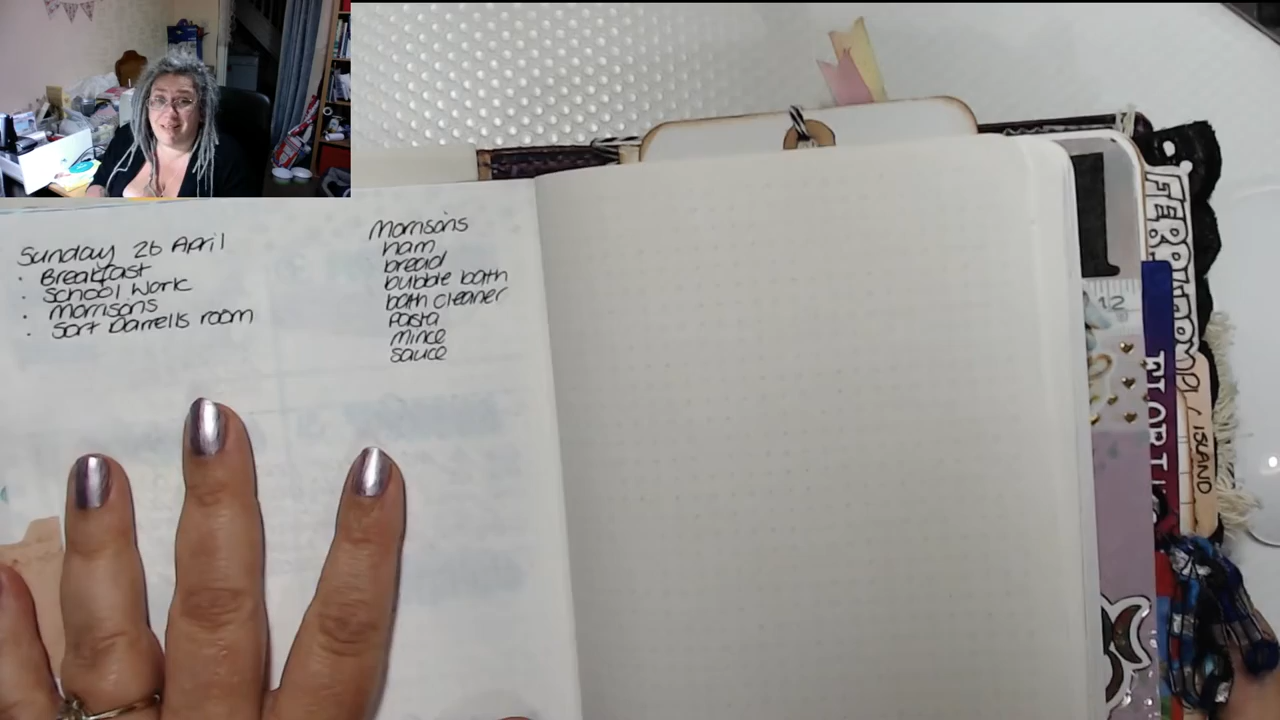 Sunday 26 April
· Breakfast
· School Work
· Morrisons
· Sort Darrells room
Morrisons
ham
bread
bubble bath
bath cleaner
pasta
mince
sauce
12
ISLAND